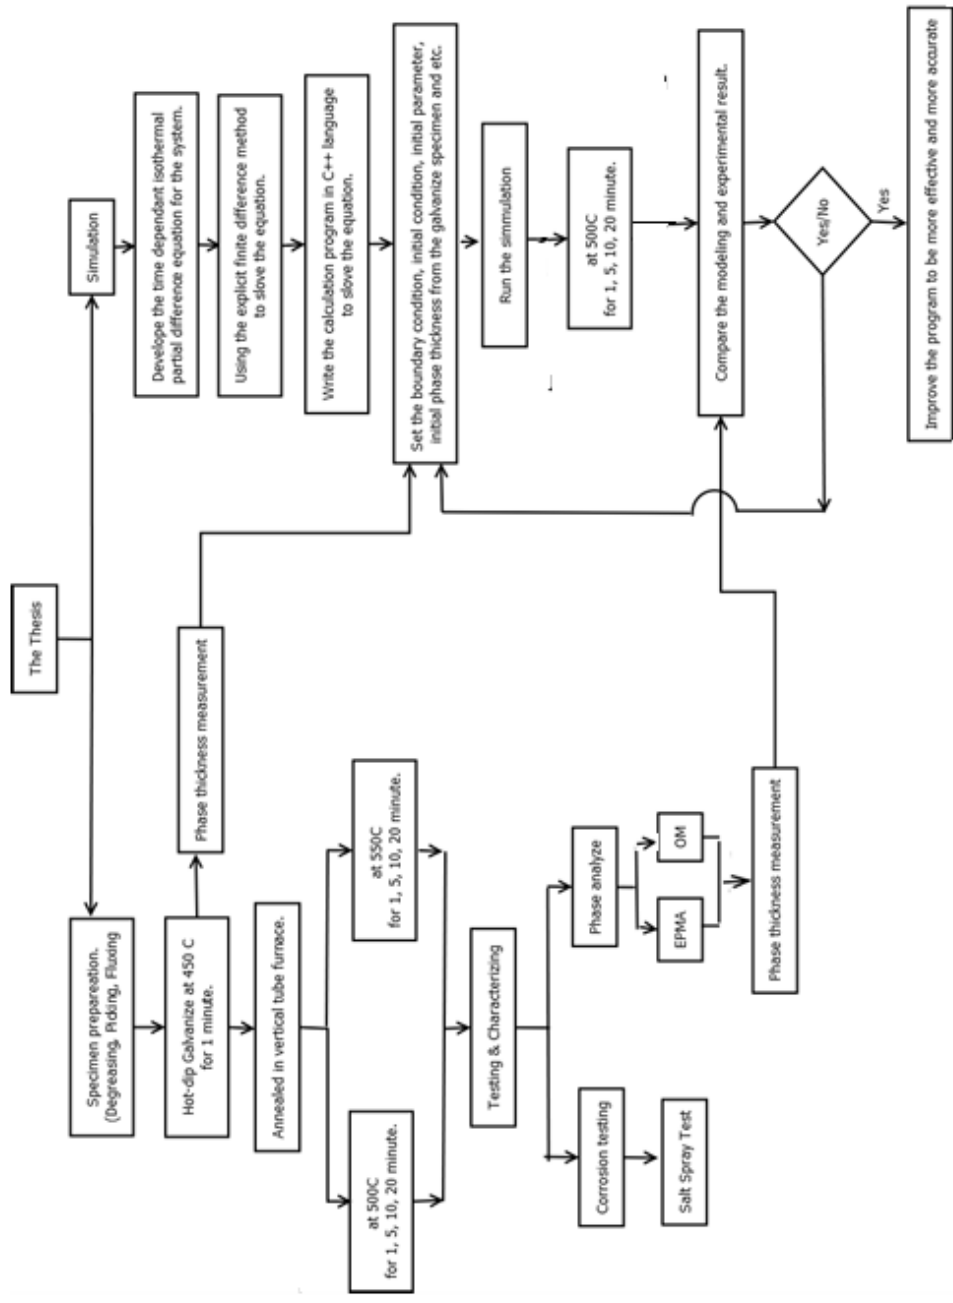 The Thesis
Specimen prepareation.
(Degreasing, Picking, Fluxing
Hot-dip Galvanize at 450 C
for 1 minute.
Phase thickness measurement
Annealed in vertical tube furnace.
at 500C
for 1, 5, 10, 20 minute.
at 550C
for 1, 5, 10, 20 minute.
Testing & Characterizing
Corrosion testing
Salt Spray Test
Phase analyze
EPMA
OM
Phase thickness measurement
Simulation
Develope the time dependant isothermal
partial difference equation for the system.
Using the explicit finite difference method
to slove the equation.
Write the calculation program in C++ language
to slove the equation.
Set the boundary condition, initial condition, initial parameter,
initial phase thickness from the galvanize specimen and etc.
Run the simmulation
at 500C
for 1, 5, 10, 20 minute.
Compare the modeling and experimental result.
Yes/No
Yes
Improve the program to be more effective and more accurate